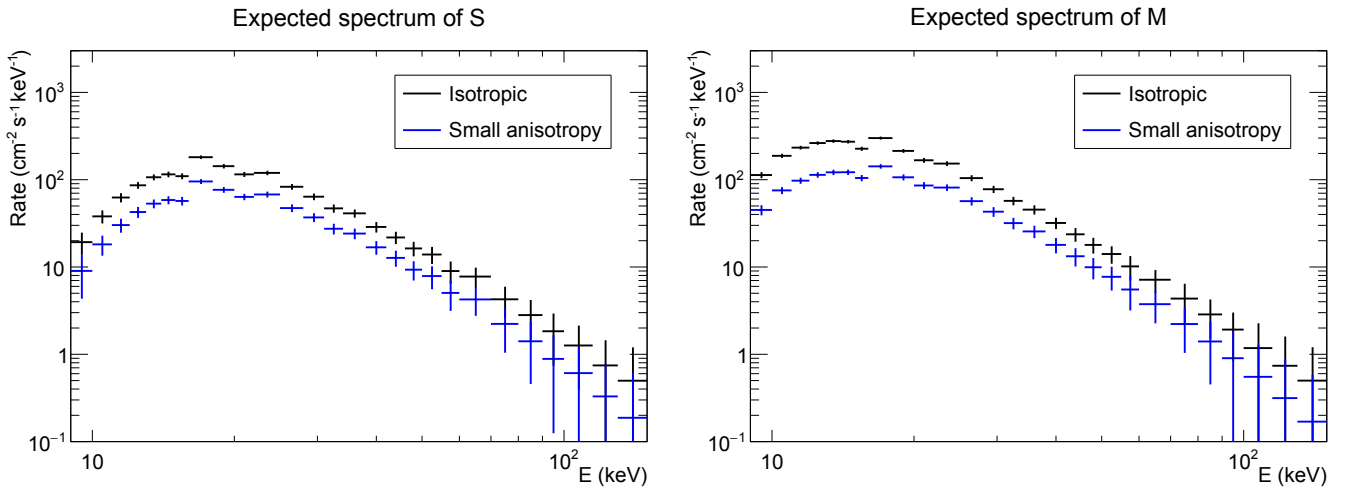 Expected spectrum of S
Rate (cm⁻² s⁻¹ keV⁻¹)
10³
10²
10
1
10⁻¹
Isotropic
Small anisotropy
10
10²
E (keV)
Expected spectrum of M
Rate (cm⁻² s⁻¹ keV⁻¹)
10³
10²
10
1
10⁻¹
Isotropic
Small anisotropy
10
10²
E (keV)